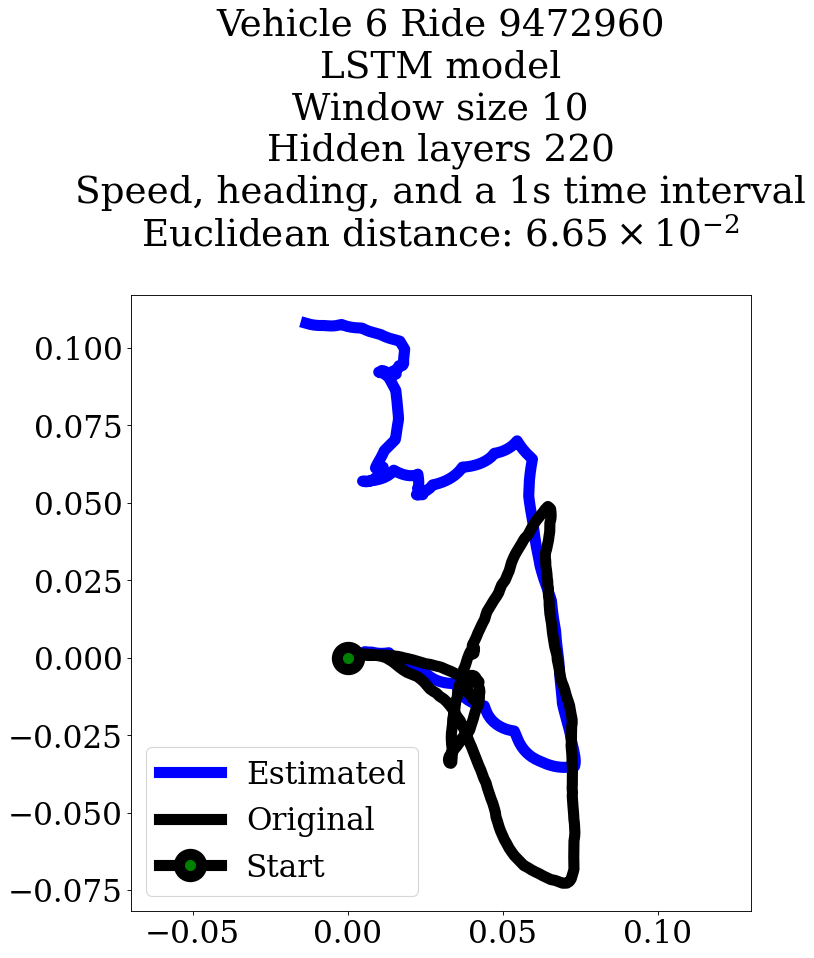 Vehicle 6 Ride 9472960
LSTM model
Window size 10
Hidden layers 220
Speed, heading, and a 1s time interval
Euclidean distance: 6.65 × 10⁻²
0.100
0.075
0.050
0.025
0.000
−0.025
−0.050
−0.075
Estimated
Original
Start
−0.05 0.00 0.05 0.10